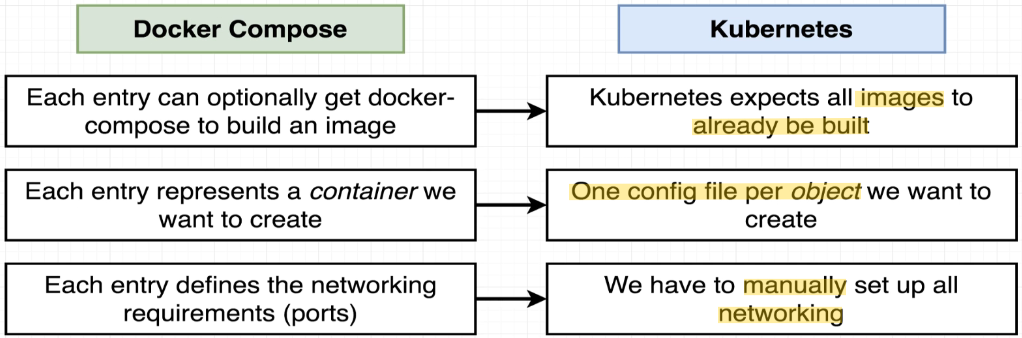 Docker Compose
Kubernetes
Each entry can optionally get docker-
compose to build an image
Kubernetes expects all images to
already be built
Each entry represents a container we
want to create
One config file per object we want to
create
Each entry defines the networking
requirements (ports)
We have to manually set up all
networking